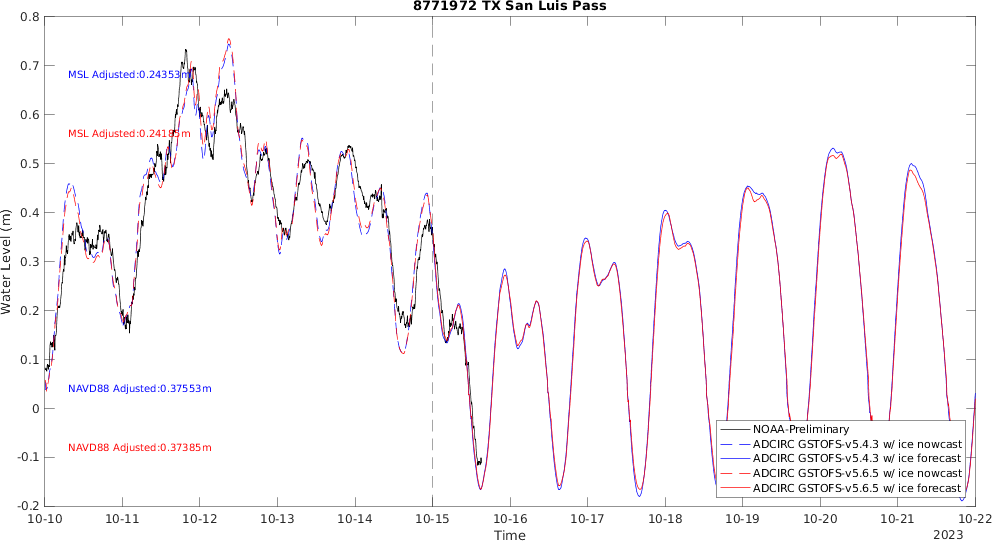 8771972 TX San Luis Pass
0.8
0.7
0.6
0.5
0.4
0.3
0.2
0.1
0
-0.1
-0.2
Water Level (m)
MSL Adjusted:0.24353m
MSL Adjusted:0.24185m
NAVD88 Adjusted:0.37553m
NAVD88 Adjusted:0.37385m
NOAA-Preliminary
ADCIRC GSTOFS-v5.4.3 w/ ice nowcast
ADCIRC GSTOFS-v5.4.3 w/ ice forecast
ADCIRC GSTOFS-v5.6.5 w/ ice nowcast
ADCIRC GSTOFS-v5.6.5 w/ ice forecast
10-10 10-11 10-12 10-13 10-14 10-15 10-16 10-17 10-18 10-19 10-20 10-21 10-22
Time
2023